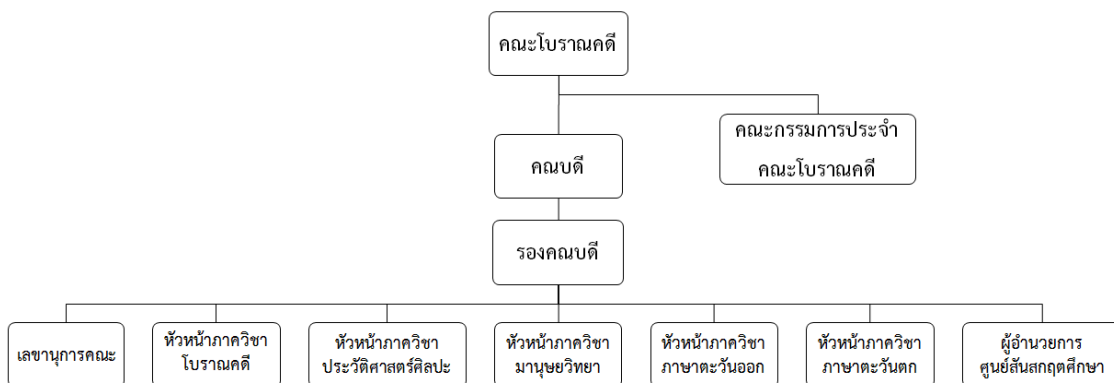 คณะโบราณคดี
คณะกรรมการประจำ
คณะโบราณคดี
คณบดี
รองคณบดี
เลขานุการคณะ
หัวหน้าภาควิชา
โบราณคดี
หัวหน้าภาควิชา
ประวัติศาสตร์ศิลปะ
หัวหน้าภาควิชา
มานุษยวิทยา
หัวหน้าภาควิชา
ภาษาตะวันออก
หัวหน้าภาควิชา
ภาษาตะวันตก
ผู้อำนวยการ
ศูนย์สันสกฤตศึกษา